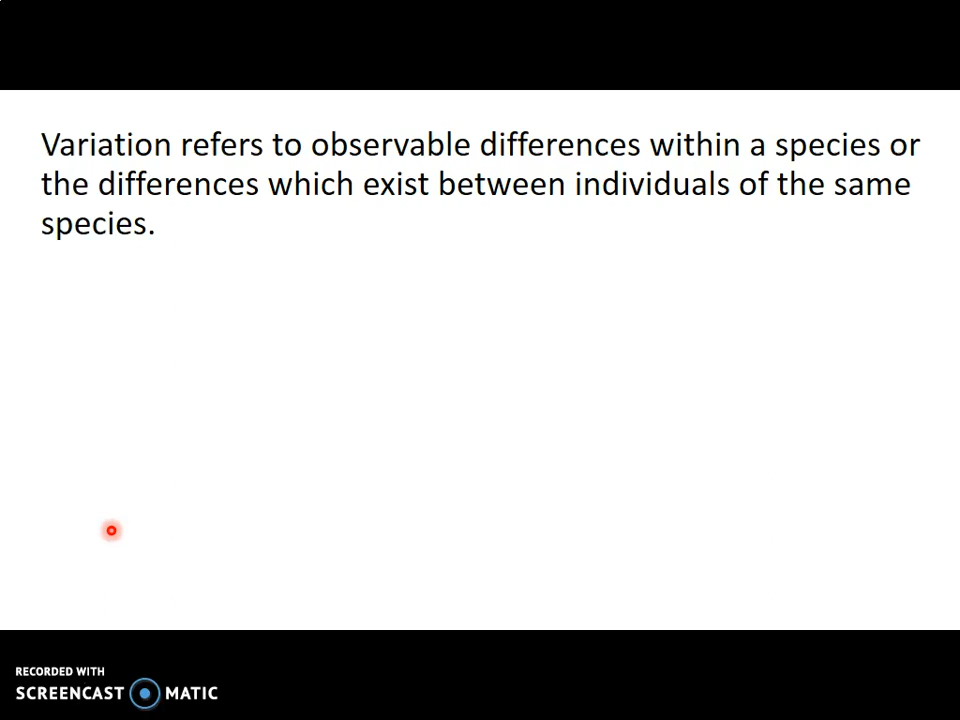 Variation refers to observable differences within a species or
the differences which exist between individuals of the same
species.
RECORDED WITH
SCREENCAST MATIC